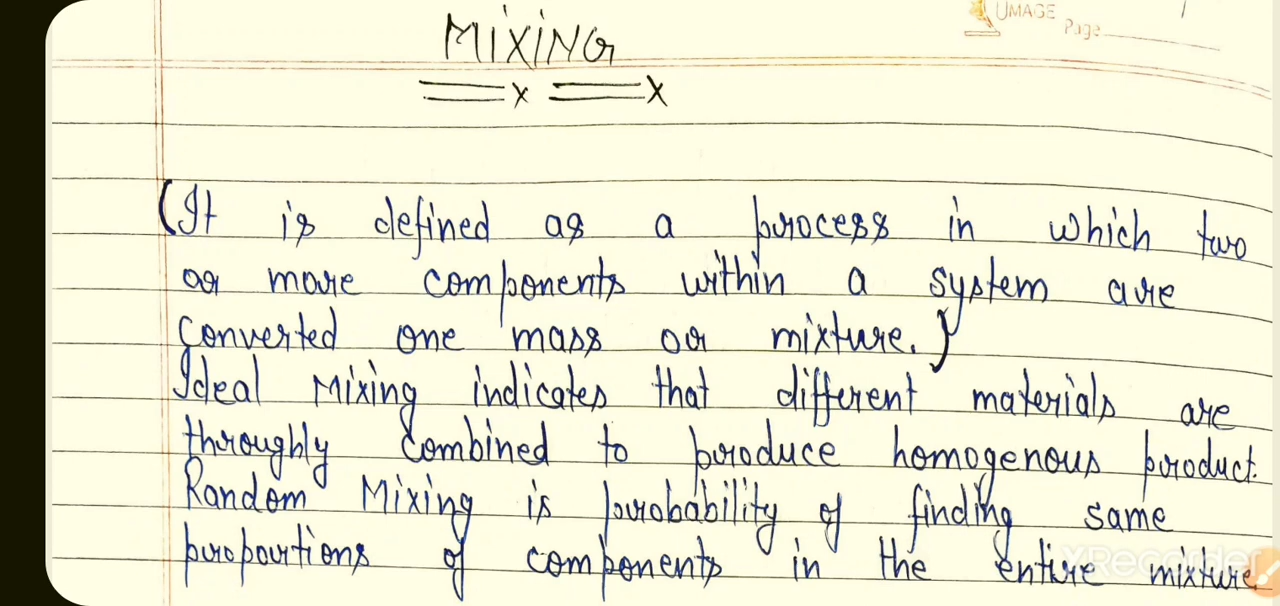 UMAGE
Page
MIXING
(It is defined as a process in which two
or more components within a system are
converted one mass or mixture.}
Ideal Mixing indicates that different materials are
throughly combined to produce homogenous product.
Random Mixing is probability of finding same
proportions of components in the entire mixture
XRecorder